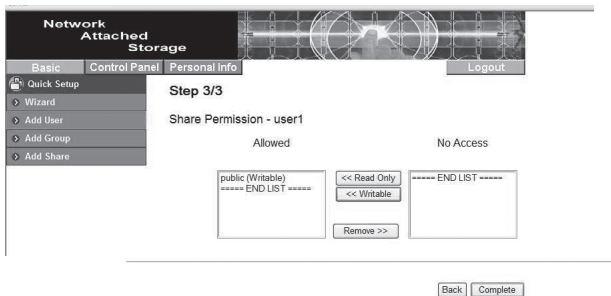 Network
Attached
Storage
Basic
Control Panel
Personal Info
Logout
Quick Setup
Wizard
Add User
Add Group
Add Share
Step 3/3
Share Permission - user1
Allowed
No Access
public (Writable)
===== END LIST =====
<< Read Only
<< Writable
Remove >>
===== END LIST =====
Back
Complete